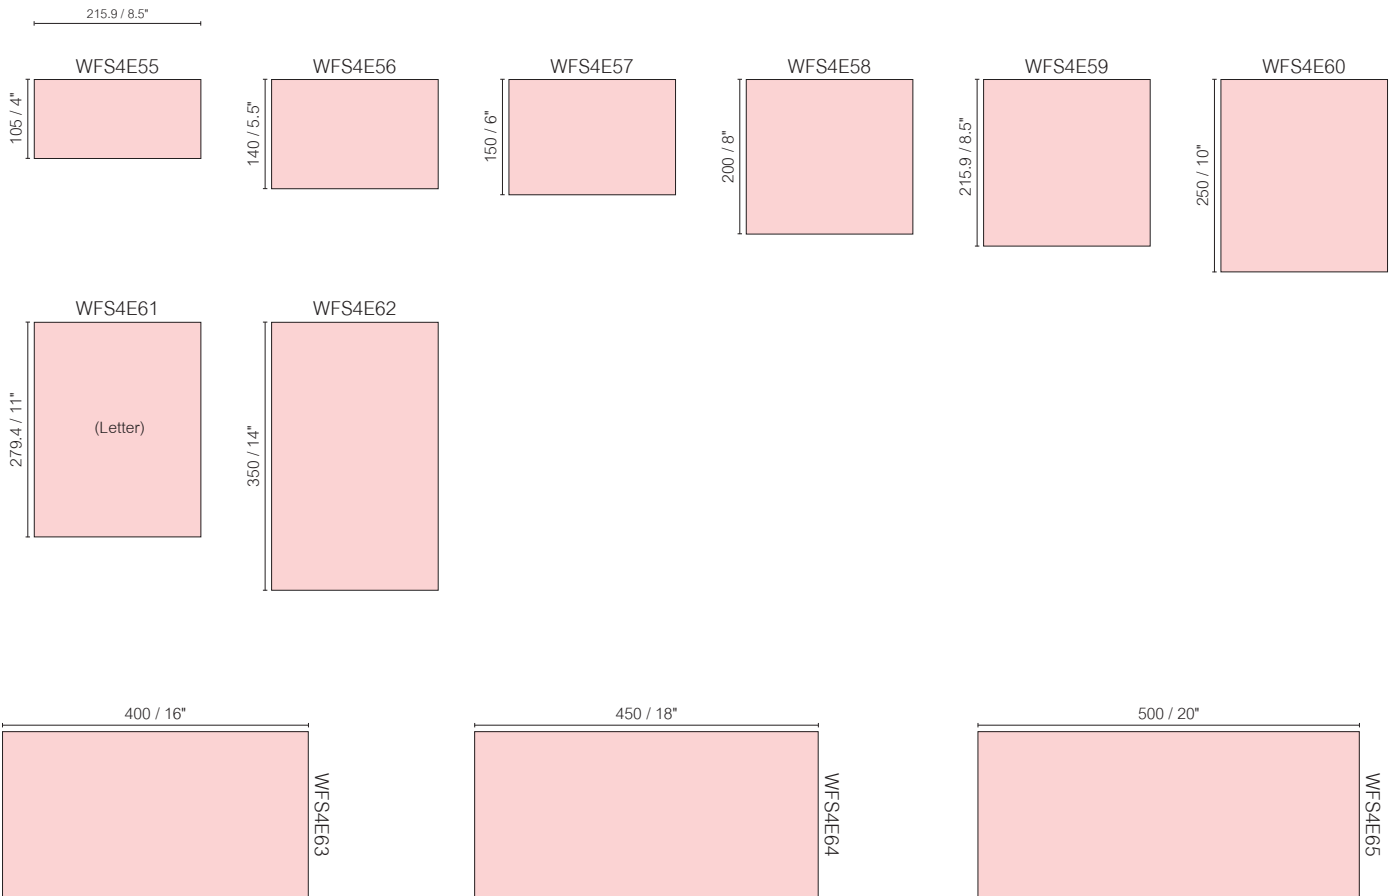 215.9 / 8.5"
WFS4E55
WFS4E56
WFS4E57
WFS4E58
WFS4E59
WFS4E60
105 / 4"
140 / 5.5"
150 / 6"
200 / 8"
215.9 / 8.5"
250 / 10"
WFS4E61
WFS4E62
279.4 / 11"
(Letter)
350 / 14"
400 / 16"
450 / 18"
500 / 20"
WFS4E63
WFS4E64
WFS4E65